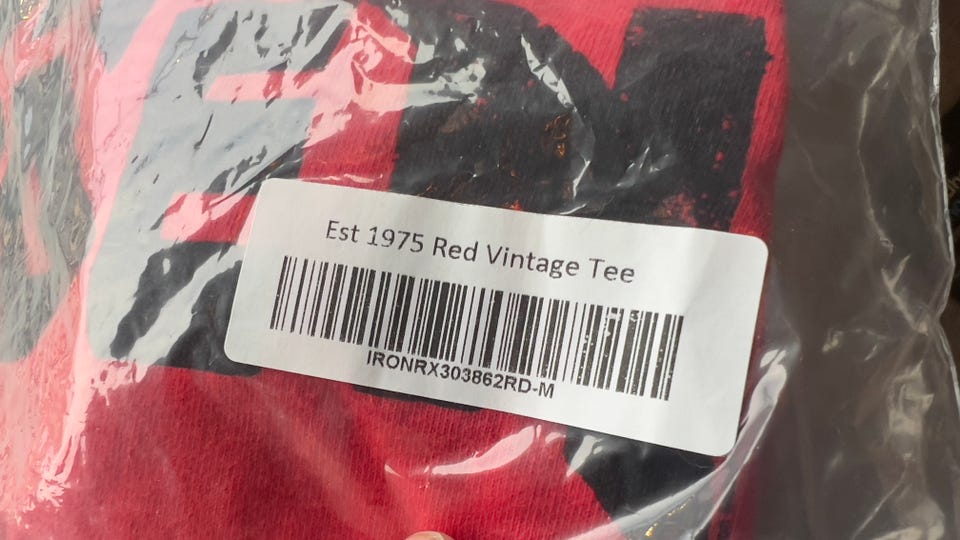 Est 1975 Red Vintage Tee
IRONRX303862RD-M